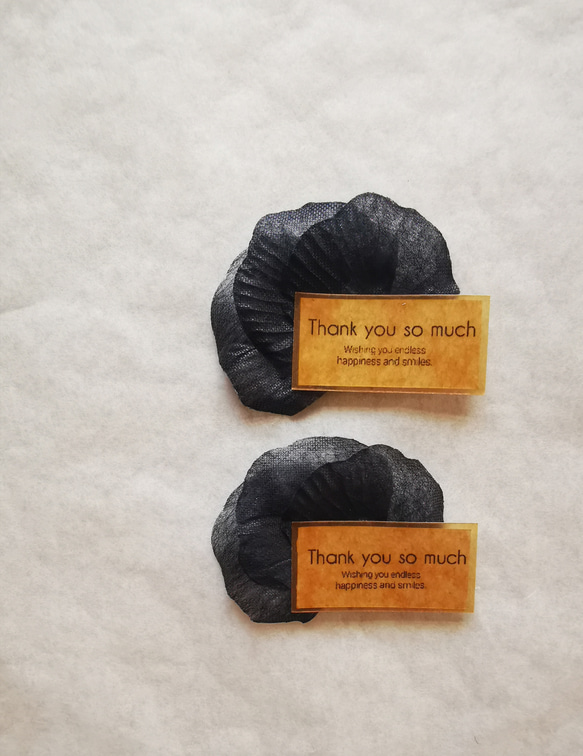 Thank you so much
Wishing you endless
happiness and smiles.
Thank you so much
Wishing you endless
happiness and smiles.